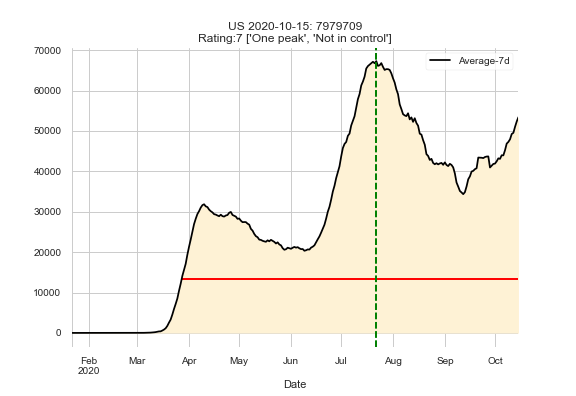 US 2020-10-15: 7979709
Rating:7 ['One peak', 'Not in control']
70000
60000
50000
40000
30000
20000
10000
0
Average-7d
Feb
2020
Mar
Apr
May
Jun
Jul
Aug
Sep
Oct
Date